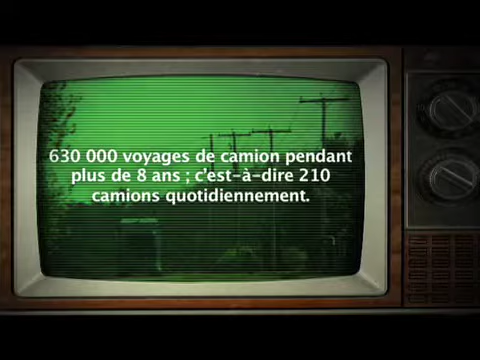 630 000 voyages de camion pendant
plus de 8 ans ; c'est-à-dire 210
camions quotidiennement.